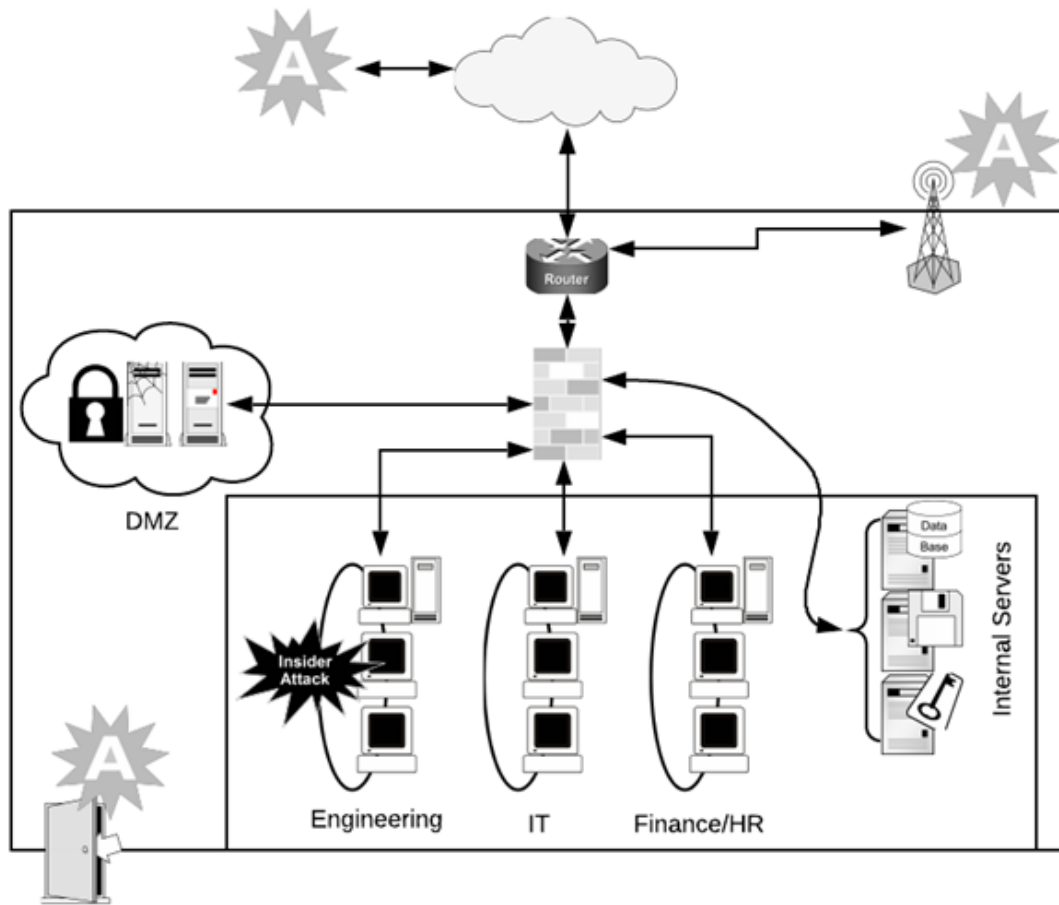 A
A
Router
DMZ
Data
Base
Internal Servers
Insider
Attack
Engineering
IT
Finance/HR
A